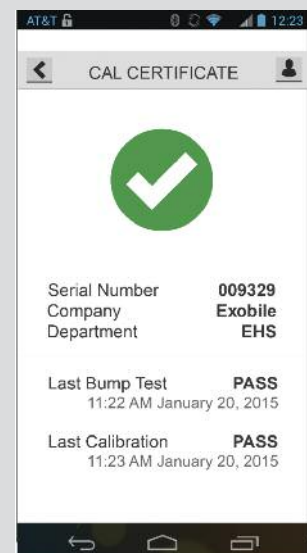 AT&T 12:23
CAL CERTIFICATE
Serial Number 009329
Company Exobile
Department EHS
Last Bump Test PASS
11:22 AM January 20, 2015
Last Calibration PASS
11:23 AM January 20, 2015